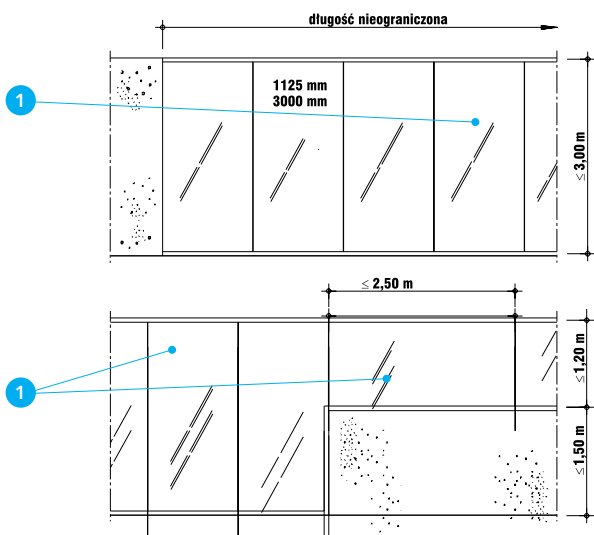 długość nieograniczona
1125 mm
3000 mm
1
≤ 3,00 m
≤ 2,50 m
1
≤ 1,20 m
≤ 1,50 m